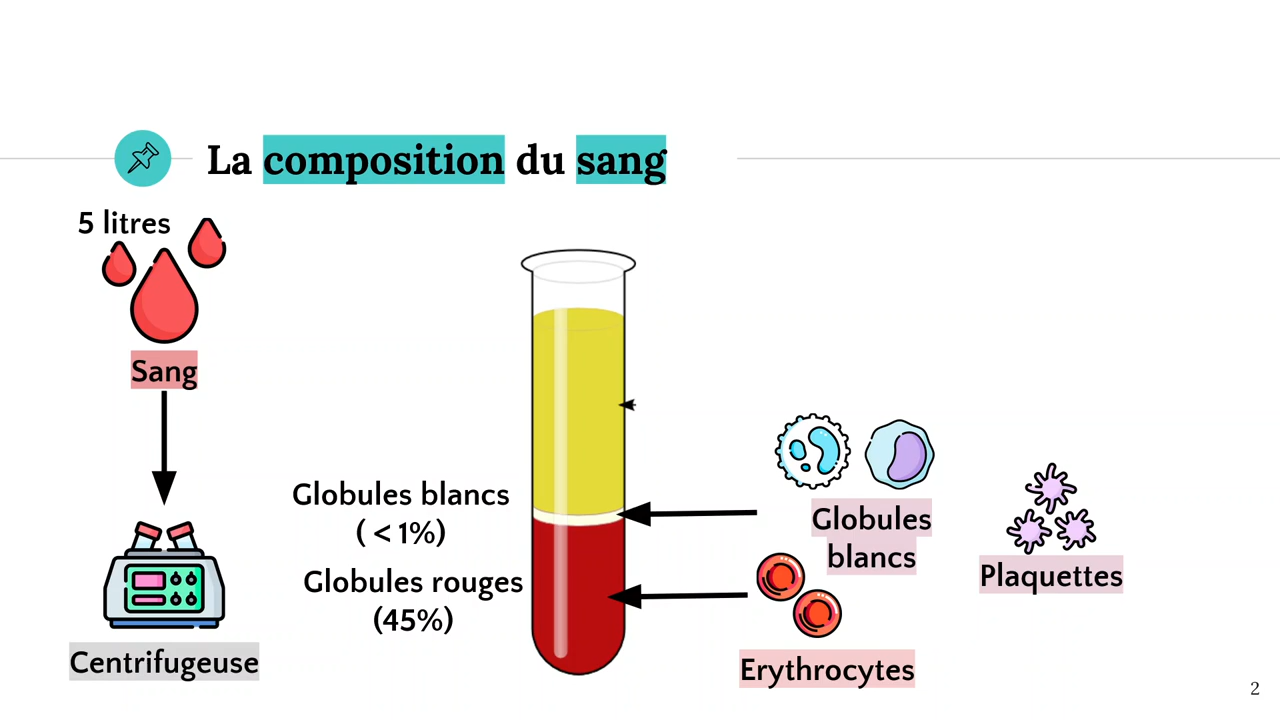 La composition du sang
5 litres
Sang
Centrifugeuse
Globules blancs
( < 1%)
Globules rouges
(45%)
Globules
blancs
Plaquettes
Erythrocytes
2